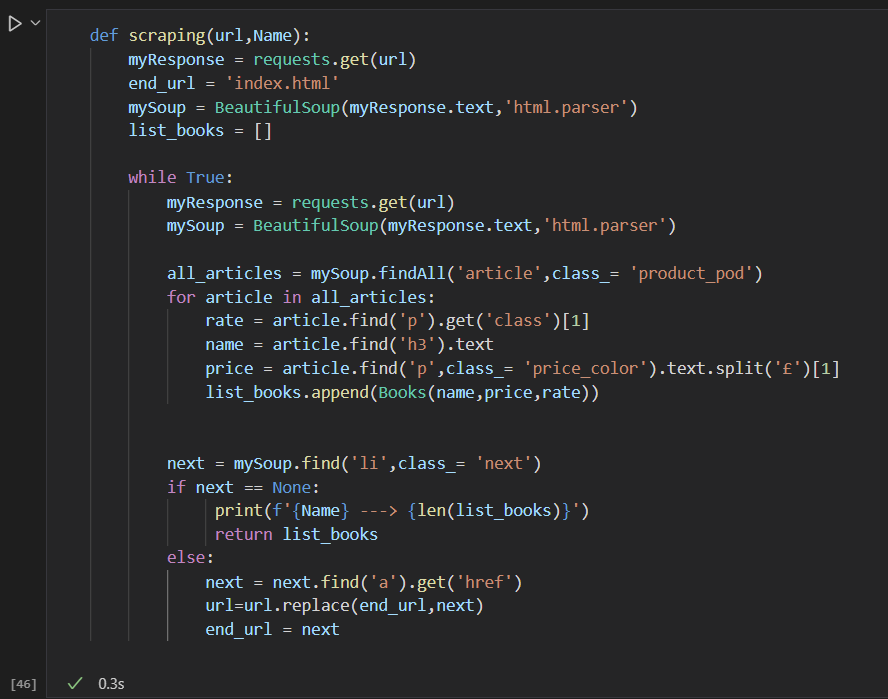 def scraping(url,Name):
    myResponse = requests.get(url)
    end_url = 'index.html'
    mySoup = BeautifulSoup(myResponse.text,'html.parser')
    list_books = []

    while True:
        myResponse = requests.get(url)
        mySoup = BeautifulSoup(myResponse.text,'html.parser')

        all_articles = mySoup.findAll('article',class_= 'product_pod')
        for article in all_articles:
            rate = article.find('p').get('class')[1]
            name = article.find('h3').text
            price = article.find('p',class_= 'price_color').text.split('£')[1]
            list_books.append(Books(name,price,rate))


        next = mySoup.find('li',class_= 'next')
        if next == None:
             print(f'{Name} ---> {len(list_books)}')
             return list_books
        else:
            next = next.find('a').get('href')
            url=url.replace(end_url,next)
            end_url = next
[46] ✓ 0.3s